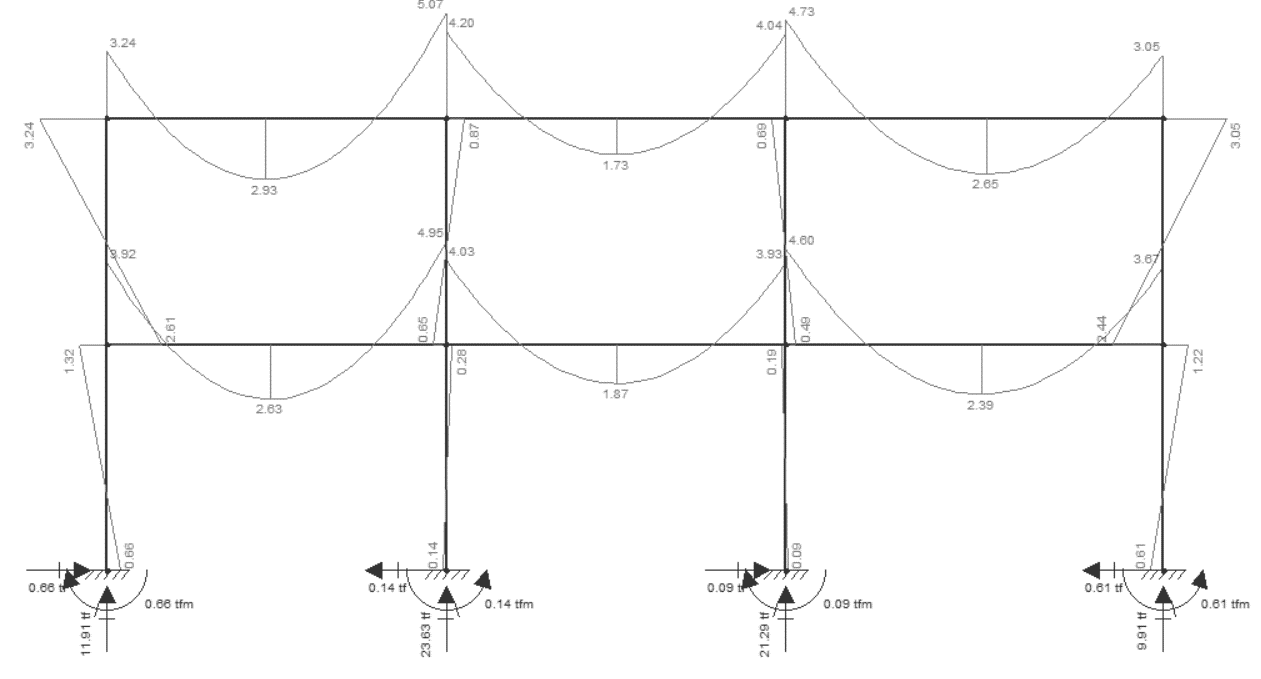 5.07
4.20
4.04
4.73
3.24
3.05
3.24
0.87
0.69
3.05
2.93
1.73
2.65
4.95
4.03
3.93
4.60
3.92
3.67
2.61
0.65
0.49
2.44
1.32
0.28
0.19
1.22
2.63
1.87
2.39
0.66
0.14
0.09
0.61
0.66 tf
0.14 tf
0.09 tf
0.61 tf
0.66 tfm
0.14 tfm
0.09 tfm
0.61 tfm
11.91 tf
23.63 tf
21.29 tf
9.91 tf